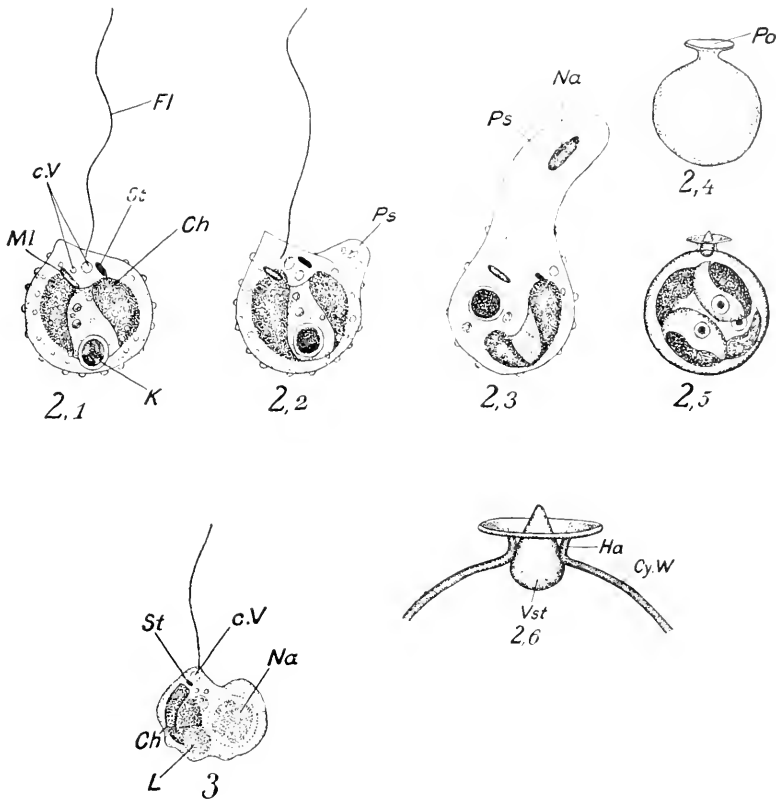 Fl
c.V
St
Ch
Ml
K
2,1
Ps
2,2
Na
Ps
2,3
Po
2,4
2,5
Ha
Cy.W
Vst
2,6
St
c.V
Na
Ch
L
3